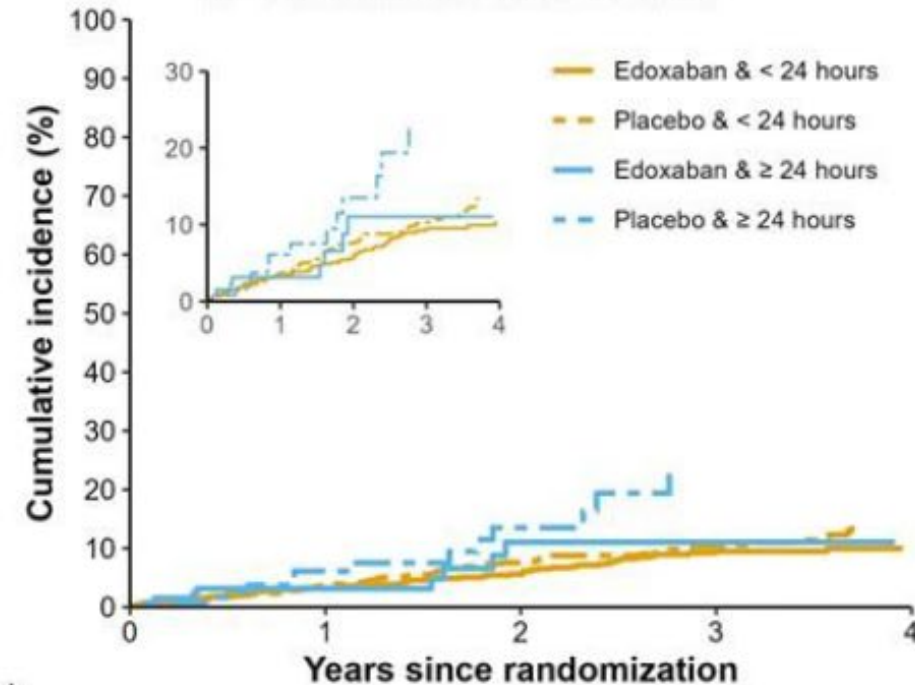 100
90
80
70
60
50
40
30
20
10
0
Cumulative incidence (%)
30
20
10
0
0 1 2 3 4
Edoxaban & < 24 hours
Placebo & < 24 hours
Edoxaban & ≥ 24 hours
Placebo & ≥ 24 hours
0 1 2 3 4
Years since randomization